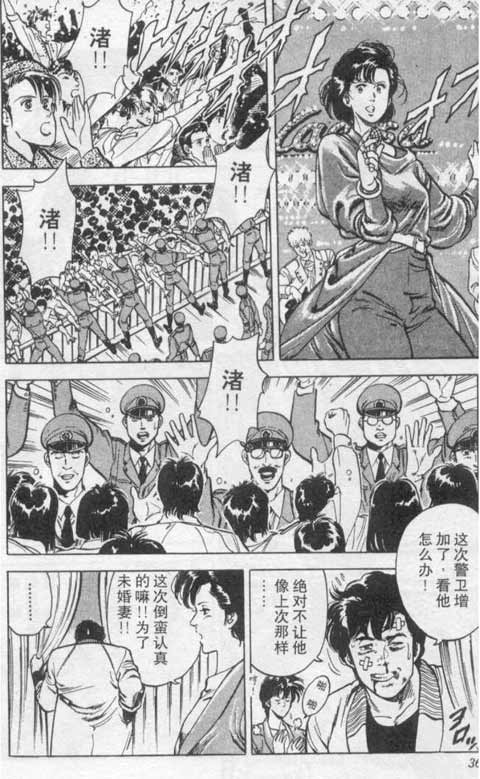 渚!!
渚!!
渚!!
渚!!
这次警卫增
加了·看他
怎么办!
绝对不让他
像上次那样
……
这次倒蛮认真
的嘛!!为了
未婚妻!!
………
36